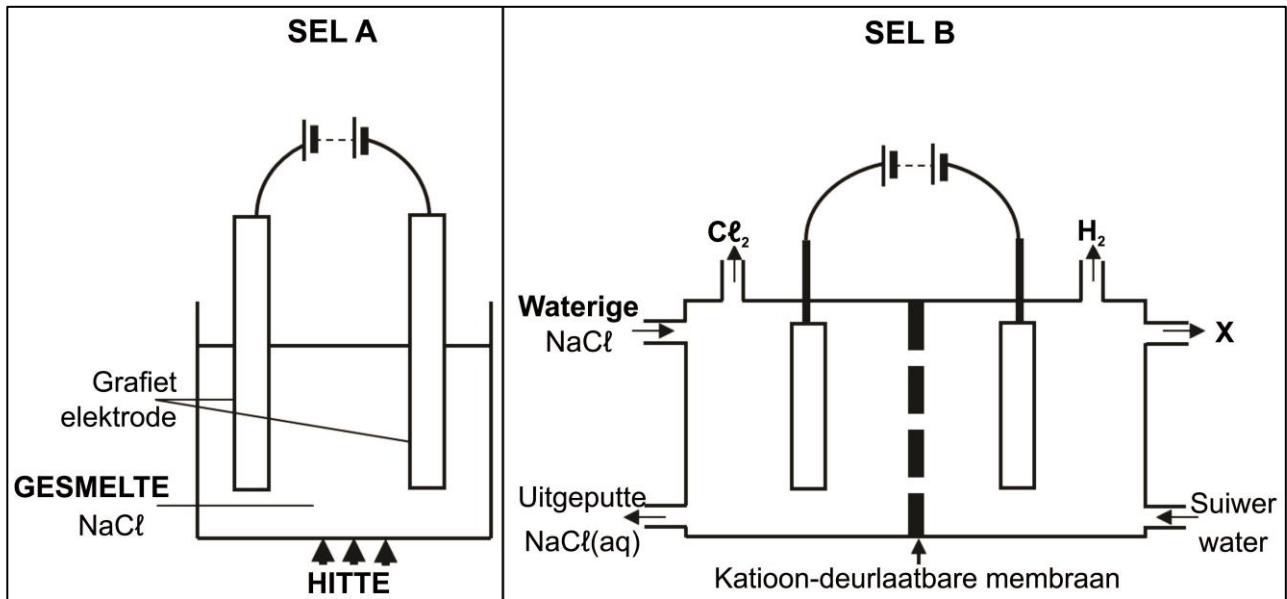 SEL A
Grafiet
elektrode
GESMELTE
NaCℓ
HITTE
SEL B
Cℓ₂
H₂
Waterige
NaCℓ
X
Uitgeputte
NaCℓ(aq)
Suiwer
water
Katioon-deurlaatbare membraan